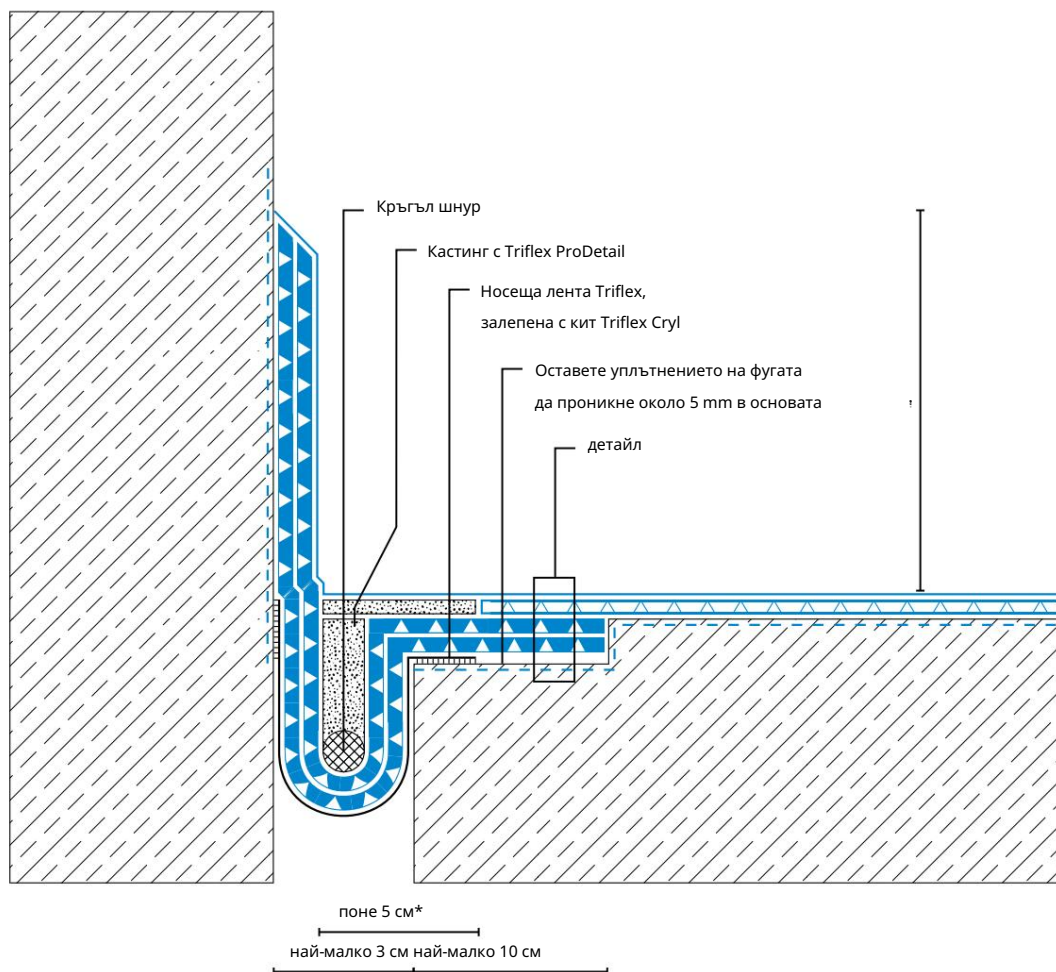 Кръгъл шнур
Кастинг с Triflex ProDetail
Носеща лента Triflex,
залепена с кит Triflex Cryl
Оставете уплътнението на фугата
да проникне около 5 mm в основата
детайл
поне 5 см*
най-малко 3 см най-малко 10 см